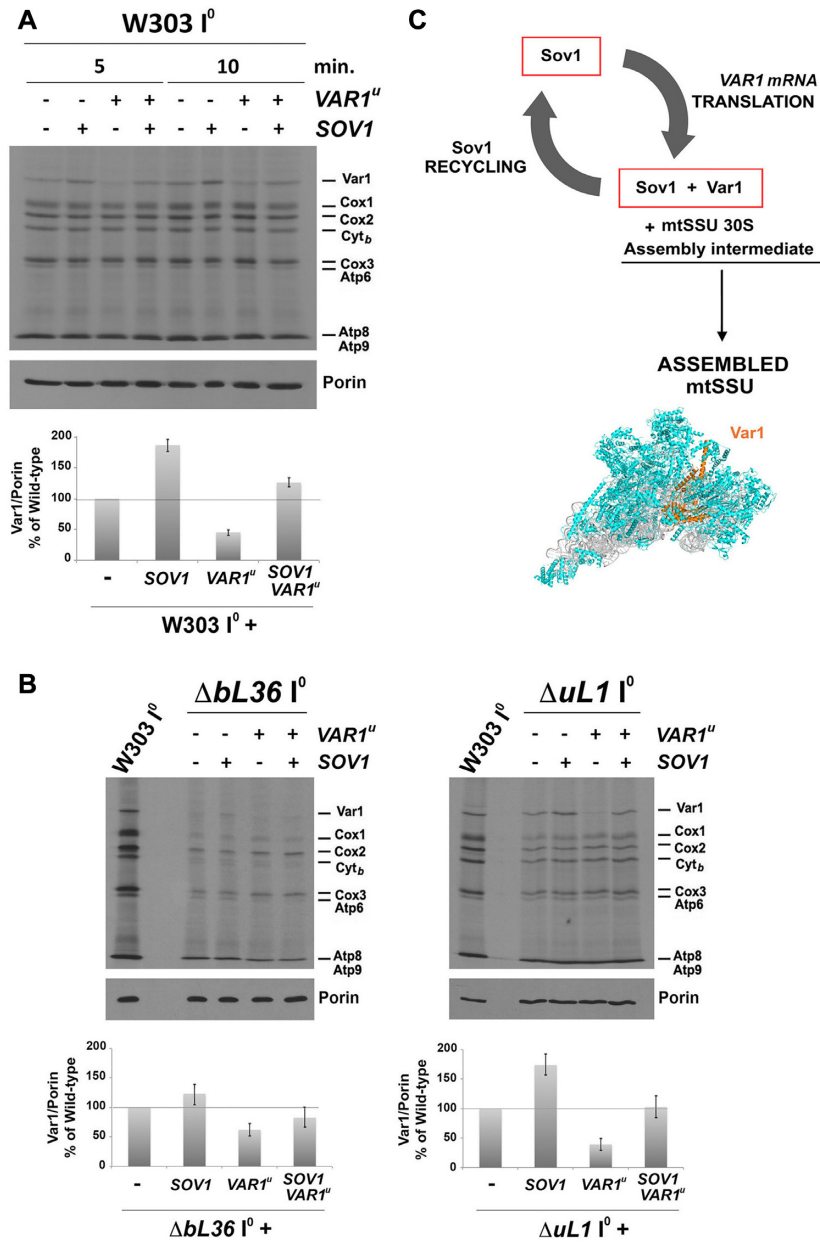 A
W303 I⁰
5 10 min.
- - + + - - + + VAR1ᵘ
- + - + - + - + SOV1
Var1
Cox1
Cox2
Cytb
Cox3
Atp6
Atp8
Atp9
Porin
Var1/Porin
% of Wild-type
200
150
100
50
0
- SOV1 VAR1ᵘ SOV1
VAR1ᵘ
W303 I⁰ +
C
Sov1
VAR1 mRNA
TRANSLATION
Sov1
RECYCLING
Sov1 + Var1
+ mtSSU 30S
Assembly intermediate
ASSEMBLED
mtSSU
Var1
B
W303 I⁰
ΔbL36 I⁰
- - + + VAR1ᵘ
- + - + SOV1
Var1
Cox1
Cox2
Cytb
Cox3
Atp6
Atp8
Atp9
Porin
Var1/Porin
% of Wild-type
200
150
100
50
0
- SOV1 VAR1ᵘ SOV1
VAR1ᵘ
ΔbL36 I⁰ +
W303 I⁰
ΔuL1 I⁰
- - + + VAR1ᵘ
- + - + SOV1
Var1
Cox1
Cox2
Cytb
Cox3
Atp6
Atp8
Atp9
Porin
Var1/Porin
% of Wild-type
200
150
100
50
0
- SOV1 VAR1ᵘ SOV1
VAR1ᵘ
ΔuL1 I⁰ +